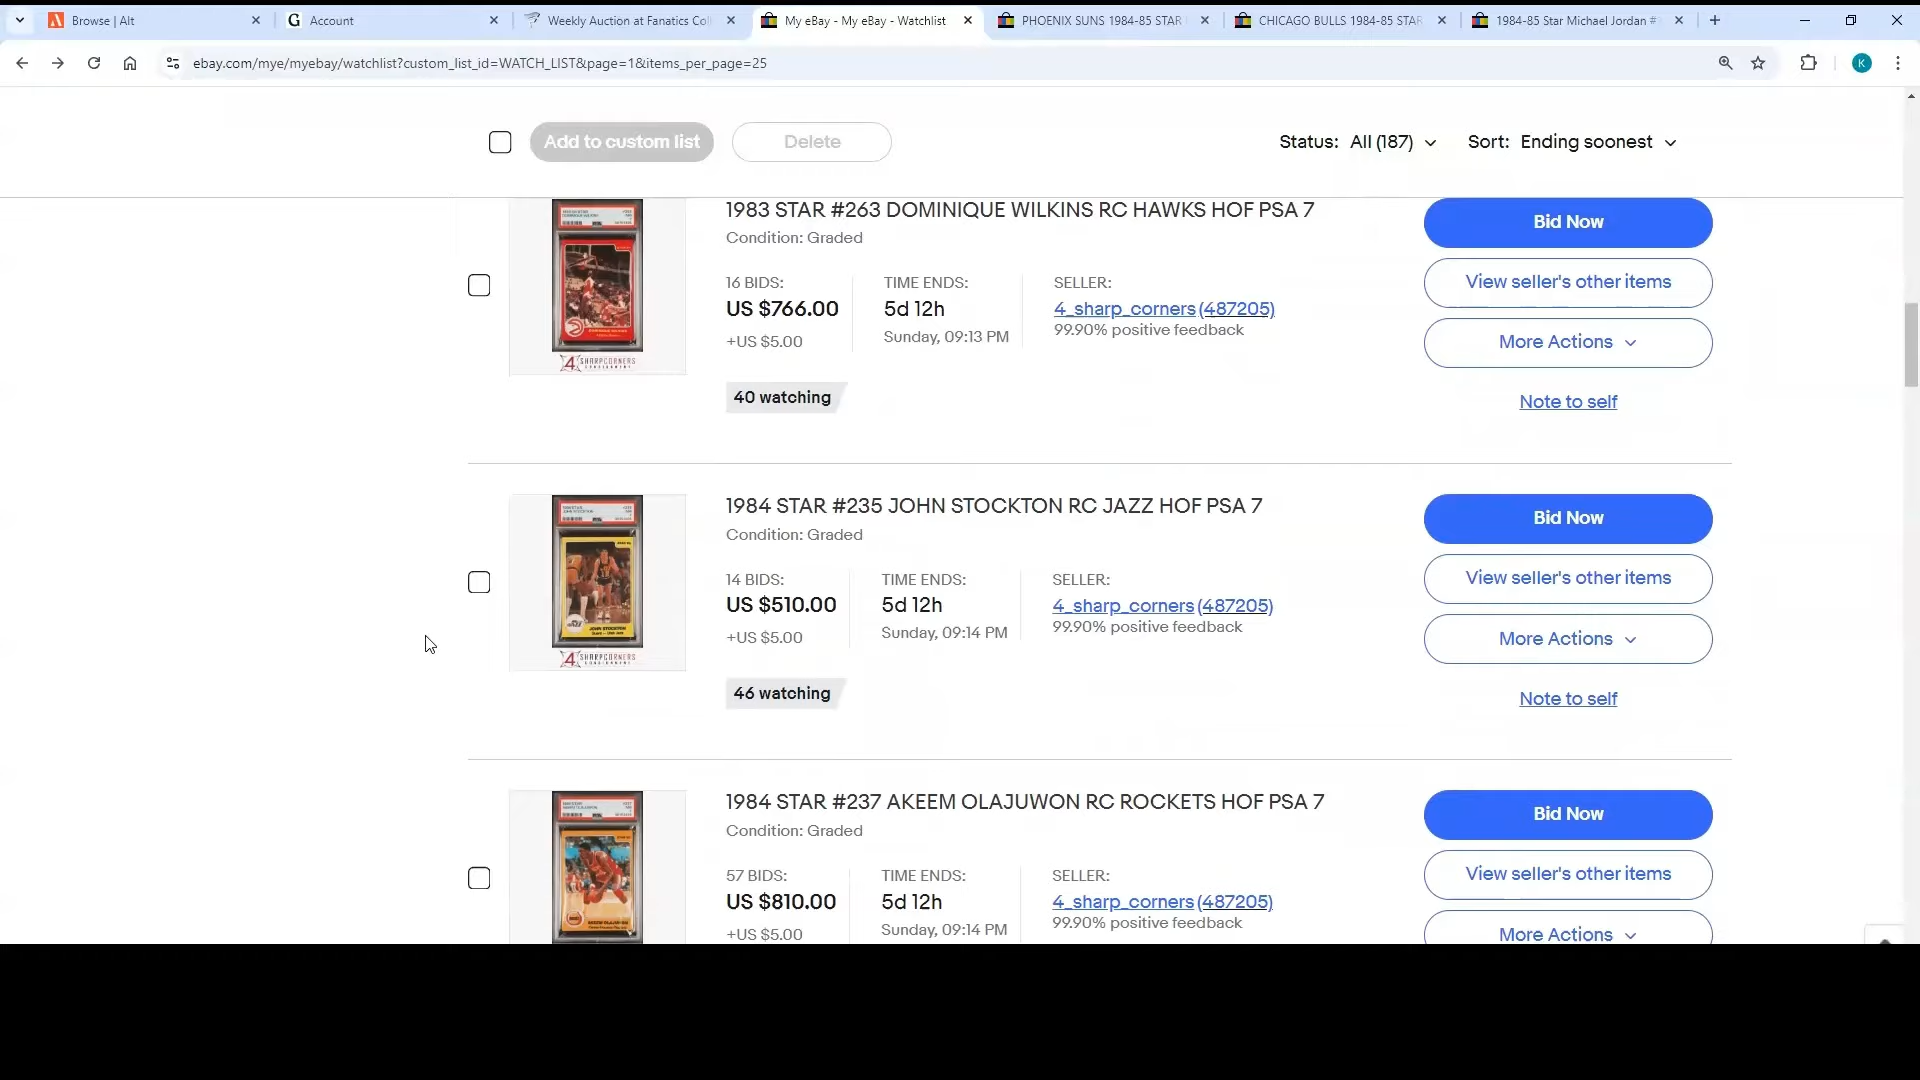 Browse | Alt
G Account
Weekly Auction at Fanatics Col
My eBay - My eBay - Watchlist
PHOENIX SUNS 1984-85 STAR
CHICAGO BULLS 1984-85 STAR
1984-85 Star Michael Jordan #
ebay.com/mye/myebay/watchlist?custom_list_id=WATCH_LIST&page=1&items_per_page=25
K
Add to custom list
Delete
Status: All (187)
Sort: Ending soonest
1983 STAR #263 DOMINIQUE WILKINS RC HAWKS HOF PSA 7
Condition: Graded
16 BIDS:
US $766.00
+US $5.00
TIME ENDS:
5d 12h
Sunday, 09:13 PM
SELLER:
4_sharp_corners (487205)
99.90% positive feedback
40 watching
Bid Now
View seller's other items
More Actions
Note to self
4 SHARPCORNERS
1984 STAR #235 JOHN STOCKTON RC JAZZ HOF PSA 7
Condition: Graded
14 BIDS:
US $510.00
+US $5.00
TIME ENDS:
5d 12h
Sunday, 09:14 PM
SELLER:
4_sharp_corners (487205)
99.90% positive feedback
46 watching
Bid Now
View seller's other items
More Actions
Note to self
JOHN STOCKTON
4 SHARPCORNERS
1984 STAR #237 AKEEM OLAJUWON RC ROCKETS HOF PSA 7
Condition: Graded
57 BIDS:
US $810.00
+US $5.00
TIME ENDS:
5d 12h
Sunday, 09:14 PM
SELLER:
4_sharp_corners (487205)
99.90% positive feedback
Bid Now
View seller's other items
More Actions